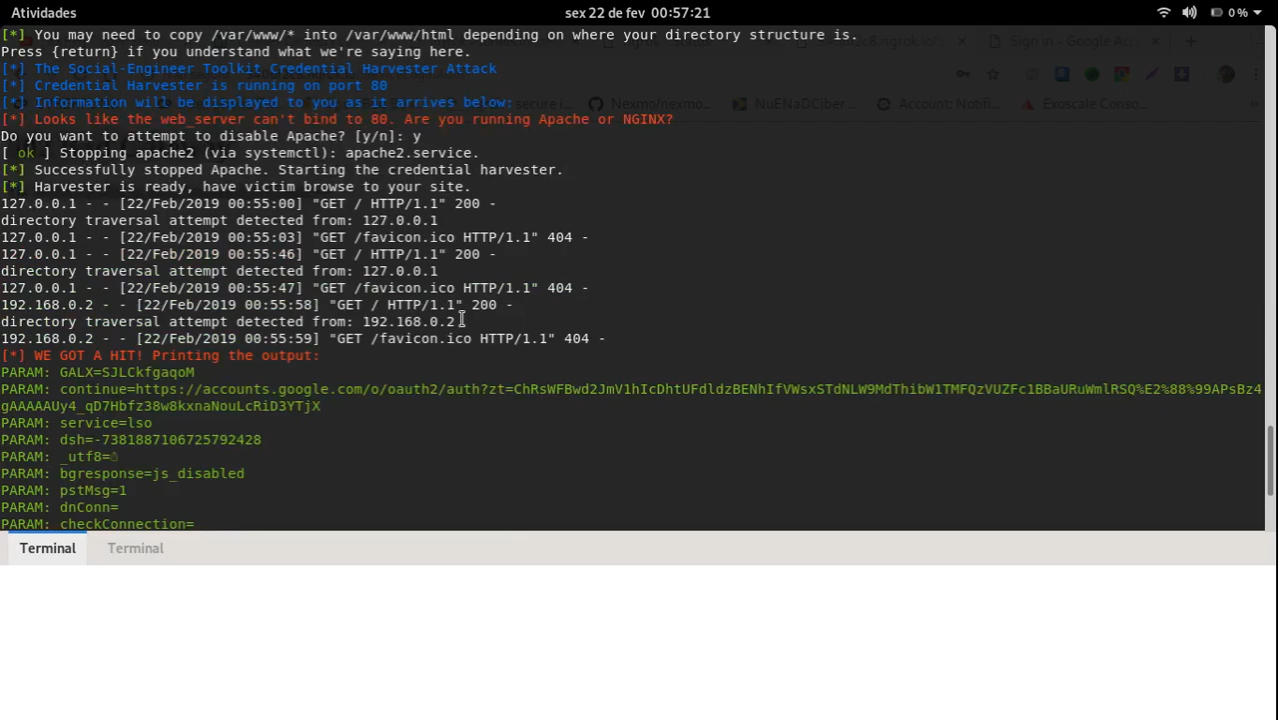 Atividades
sex 22 de fev 00:57:21
0 %
[*] You may need to copy /var/www/* into /var/www/html depending on where your directory structure is.
Press {return} if you understand what we're saying here.
[*] The Social-Engineer Toolkit Credential Harvester Attack
[*] Credential Harvester is running on port 80
[*] Information will be displayed to you as it arrives below:
[*] Looks like the web_server can't bind to 80. Are you running Apache or NGINX?
Do you want to attempt to disable Apache? [y/n]: y
[ ok ] Stopping apache2 (via systemctl): apache2.service.
[*] Successfully stopped Apache. Starting the credential harvester.
[*] Harvester is ready, have victim browse to your site.
127.0.0.1 - - [22/Feb/2019 00:55:00] "GET / HTTP/1.1" 200 -
directory traversal attempt detected from: 127.0.0.1
127.0.0.1 - - [22/Feb/2019 00:55:03] "GET /favicon.ico HTTP/1.1" 404 -
127.0.0.1 - - [22/Feb/2019 00:55:46] "GET / HTTP/1.1" 200 -
directory traversal attempt detected from: 127.0.0.1
127.0.0.1 - - [22/Feb/2019 00:55:47] "GET /favicon.ico HTTP/1.1" 404 -
192.168.0.2 - - [22/Feb/2019 00:55:58] "GET / HTTP/1.1" 200 -
directory traversal attempt detected from: 192.168.0.2
192.168.0.2 - - [22/Feb/2019 00:55:59] "GET /favicon.ico HTTP/1.1" 404 -
[*] WE GOT A HIT! Printing the output:
PARAM: GALX=SJLCkfgaqoM
PARAM: continue=https://accounts.google.com/o/oauth2/auth?zt=ChRsWFBwd2JmV1hIcDhtUFdldzBENhIfVWsxSTdNLW9MdThibW1TMFQzVUZFc1BBaURuWmlRSQ%E2%88%99APsBz4
gAAAAAUy4_qD7Hbfz38w8kxnaNouLcRiD3YTjX
PARAM: service=lso
PARAM: dsh=-7381887106725792428
PARAM: _utf8=☃
PARAM: bgresponse=js_disabled
PARAM: pstMsg=1
PARAM: dnConn=
PARAM: checkConnection=
Terminal
Terminal
Nexmo/nexmo...
NuENaDCiber...
Account: Notifi...
Exoscale Conso...